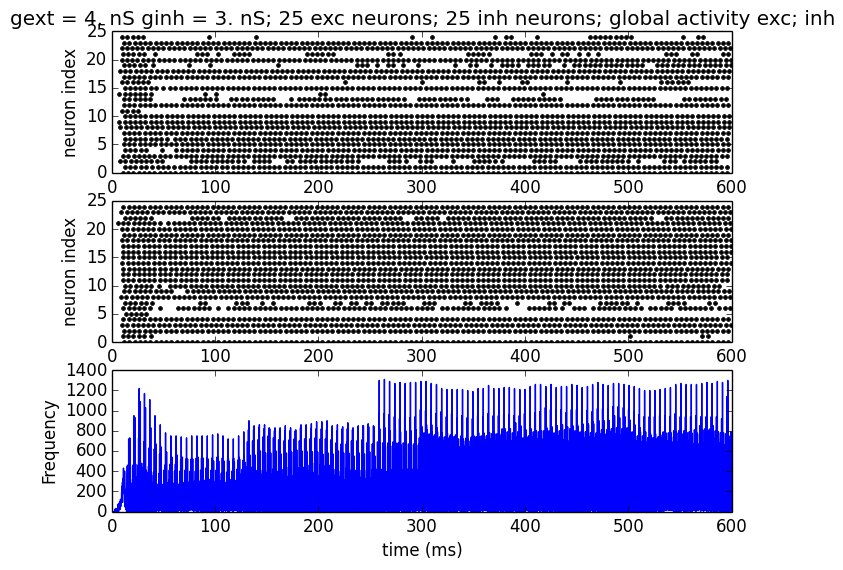 gext = 4. nS ginh = 3. nS; 25 exc neurons; 25 inh neurons; global activity exc; inh
25
20
15
10
5
0
neuron index
0 100 200 300 400 500 600
25
20
15
10
5
0
neuron index
0 100 200 300 400 500 600
1400
1200
1000
800
600
400
200
0
Frequency
0 100 200 300 400 500 600
time (ms)